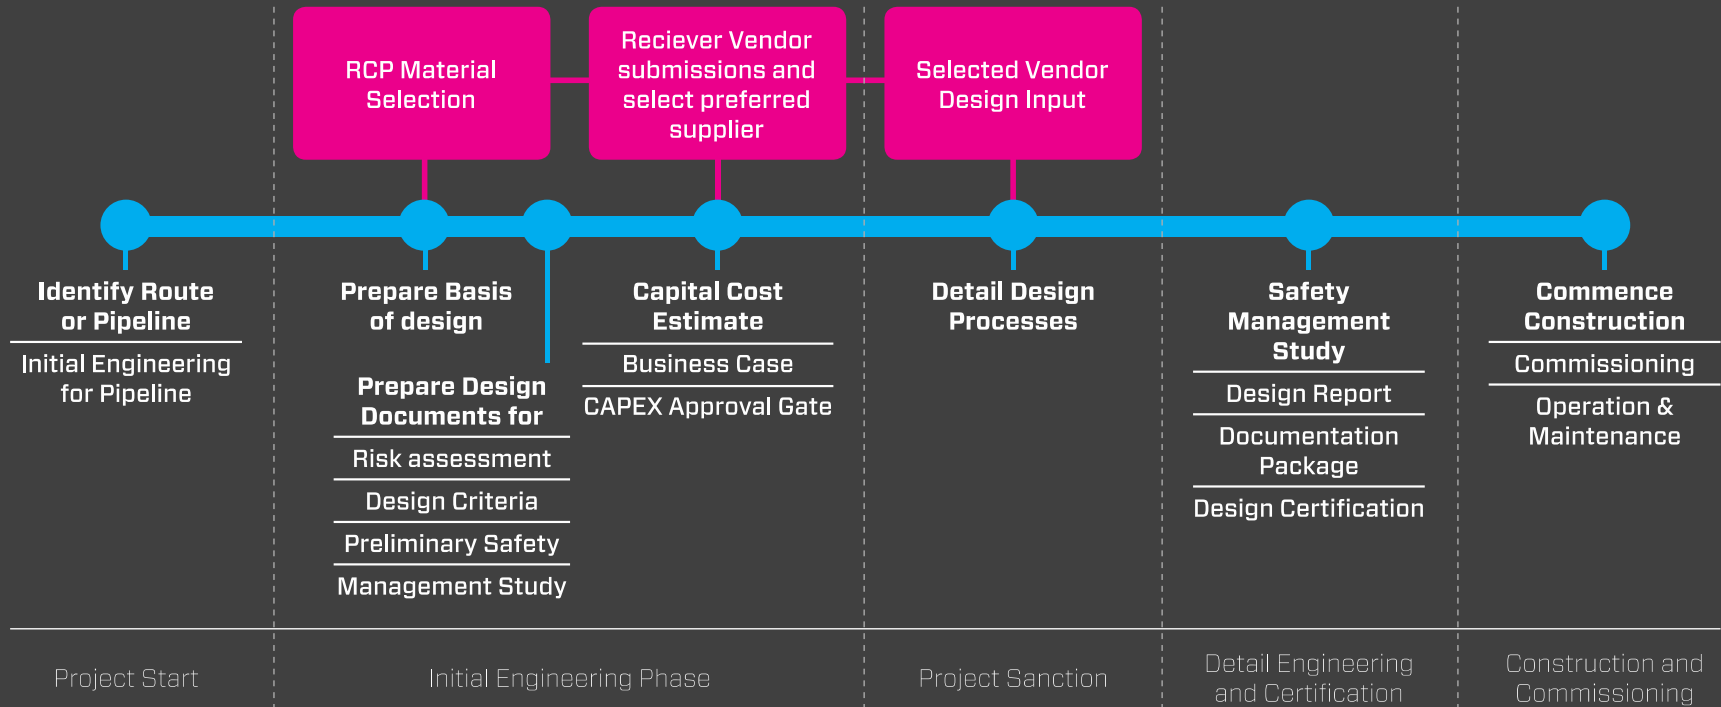 RCP Material
Selection
Reciever Vendor
submissions and
select preferred
supplier
Selected Vendor
Design Input
Identify Route
or Pipeline
Initial Engineering
for Pipeline
Prepare Basis
of design
Prepare Design
Documents for
Risk assessment
Design Criteria
Preliminary Safety
Management Study
Capital Cost
Estimate
Business Case
CAPEX Approval Gate
Detail Design
Processes
Safety
Management
Study
Design Report
Documentation
Package
Design Certification
Commence
Construction
Commissioning
Operation &
Maintenance
Project Start
Initial Engineering Phase
Project Sanction
Detail Engineering
and Certification
Construction and
Commissioning